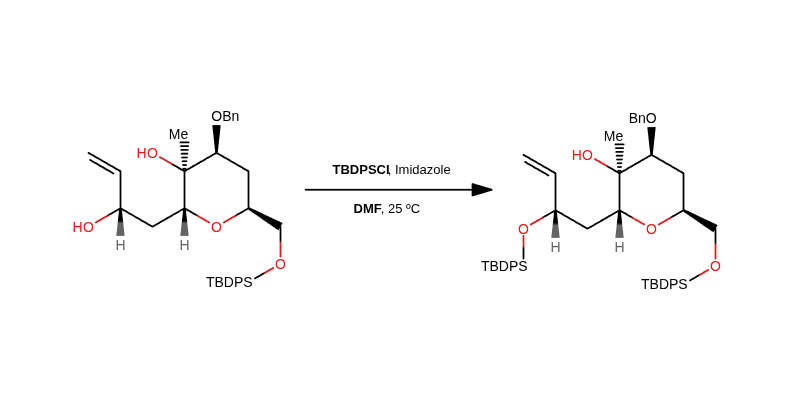 OBn
Me
HO
HO
H
H
O
O
TBDPS
TBDPSCl, Imidazole
DMF, 25 ºC
BnO
Me
HO
O
H
H
O
O
TBDPS
TBDPS